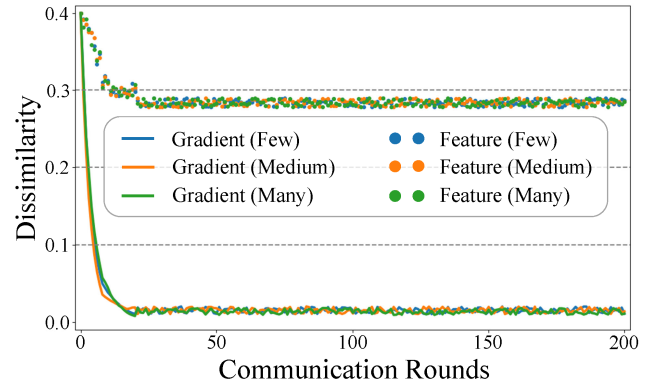 0.4
0.3
0.2
0.1
0.0
Dissimilarity
Gradient (Few)
Gradient (Medium)
Gradient (Many)
Feature (Few)
Feature (Medium)
Feature (Many)
0 50 100 150 200
Communication Rounds